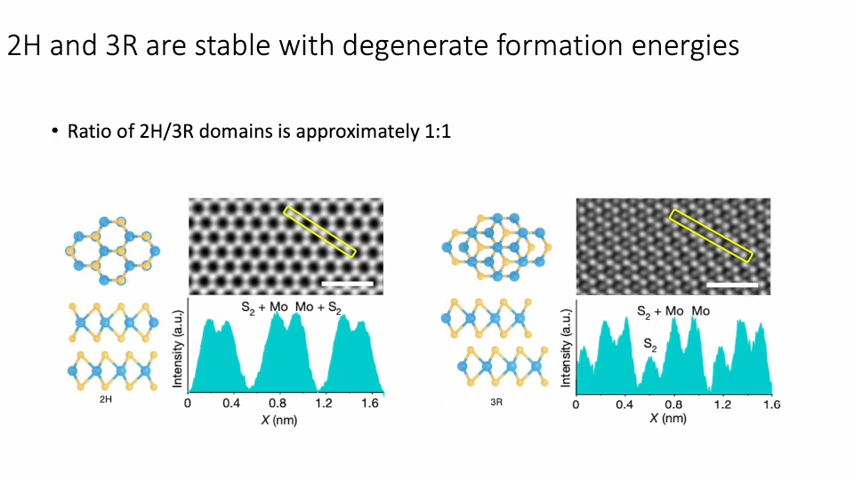 2H and 3R are stable with degenerate formation energies
• Ratio of 2H/3R domains is approximately 1:1
2H
Intensity (a.u.)
S₂ + Mo Mo + S₂
0 0.4 0.8 1.2 1.6
X (nm)
3R
Intensity (a.u.)
S₂ + Mo Mo
S₂
0 0.4 0.8 1.2 1.6
X (nm)